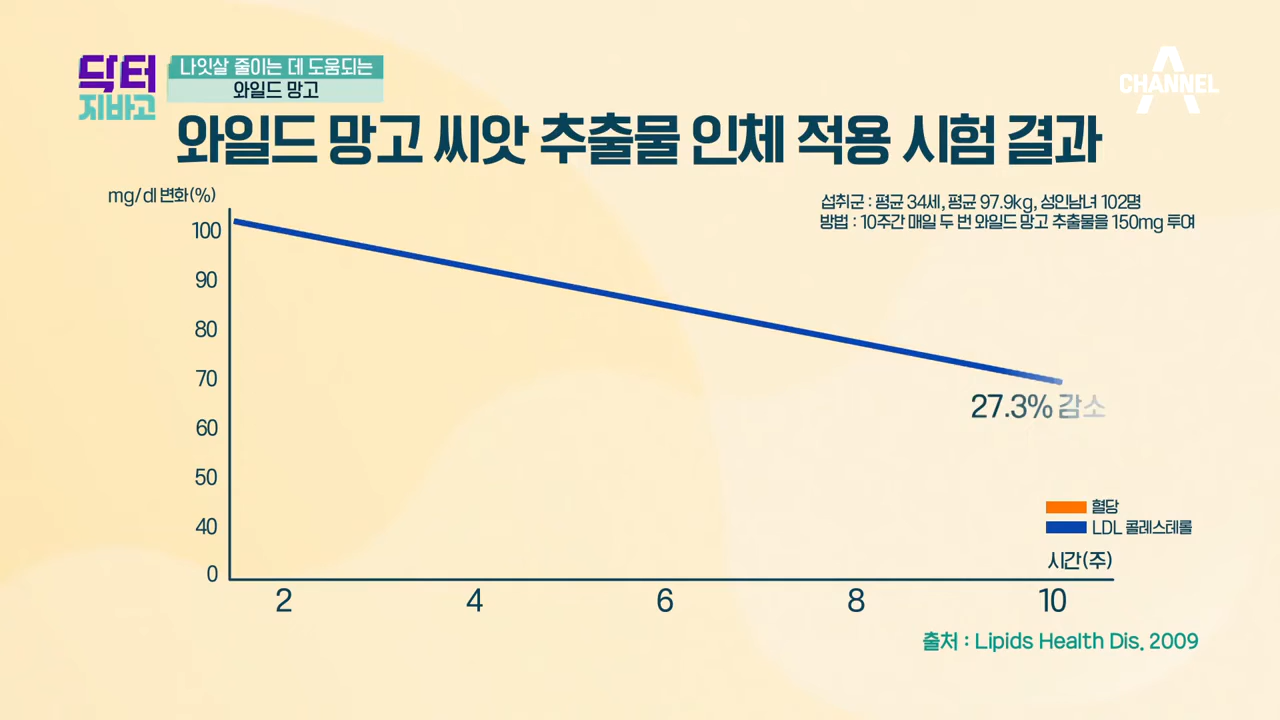 닥터
지바고
나잇살 줄이는 데 도움되는
와일드 망고
CHANNEL A
와일드 망고 씨앗 추출물 인체 적용 시험 결과
mg/dl 변화(%)
섭취군 : 평균 34세, 평균 97.9kg, 성인남녀 102명
방법 : 10주간 매일 두 번 와일드 망고 추출물을 150mg 투여
100
90
80
70
60
50
40
0
27.3% 감소
혈당
LDL 콜레스테롤
시간(주)
2 4 6 8 10
출처 : Lipids Health Dis. 2009